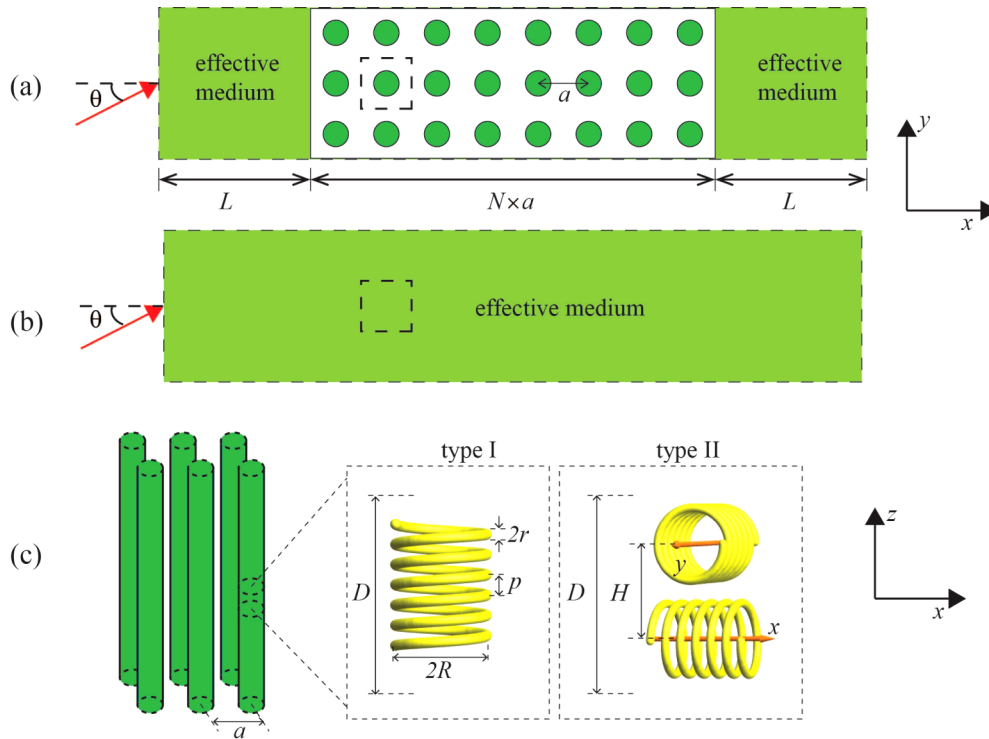 (a)
θ
effective
medium
a
effective
medium
L
N×a
L
y
x
(b)
θ
effective medium
(c)
a
type I
D
2r
p
2R
type II
D
H
y
x
z
x